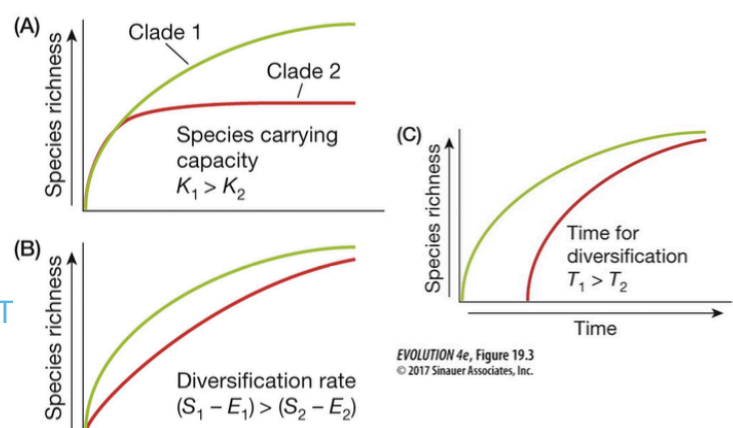 (A)
Species richness
Clade 1
Clade 2
Species carrying
capacity
K₁ > K₂
(B)
Species richness
Diversification rate
(S₁ − E₁) > (S₂ − E₂)
T
(C)
Species richness
Time for
diversification
T₁ > T₂
Time
EVOLUTION 4e, Figure 19.3
© 2017 Sinauer Associates, Inc.